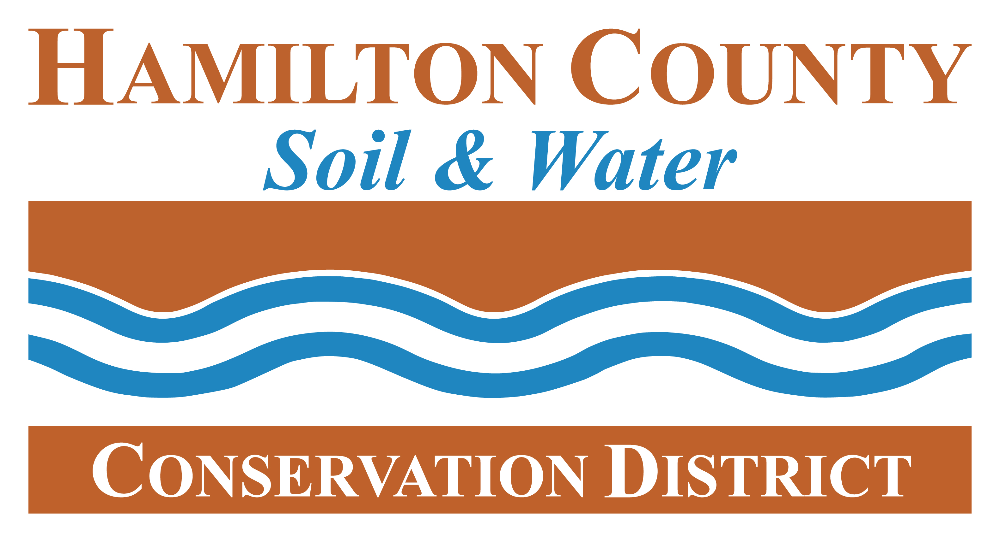 HAMILTON COUNTY
Soil & Water
CONSERVATION DISTRICT